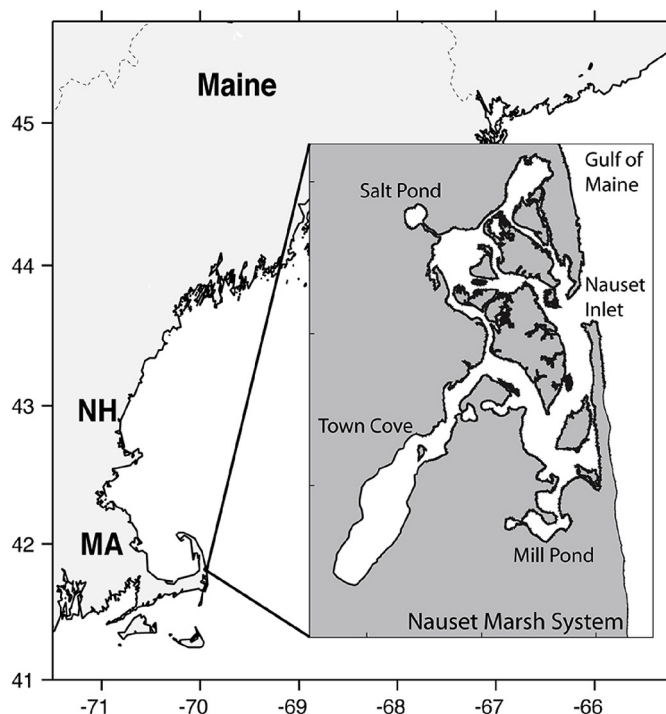 Maine
45
Gulf of
Maine
Salt Pond
44
Nauset
Inlet
43
NH
Town Cove
42
MA
Mill Pond
Nauset Marsh System
41
-71
-70
-69
-68
-67
-66